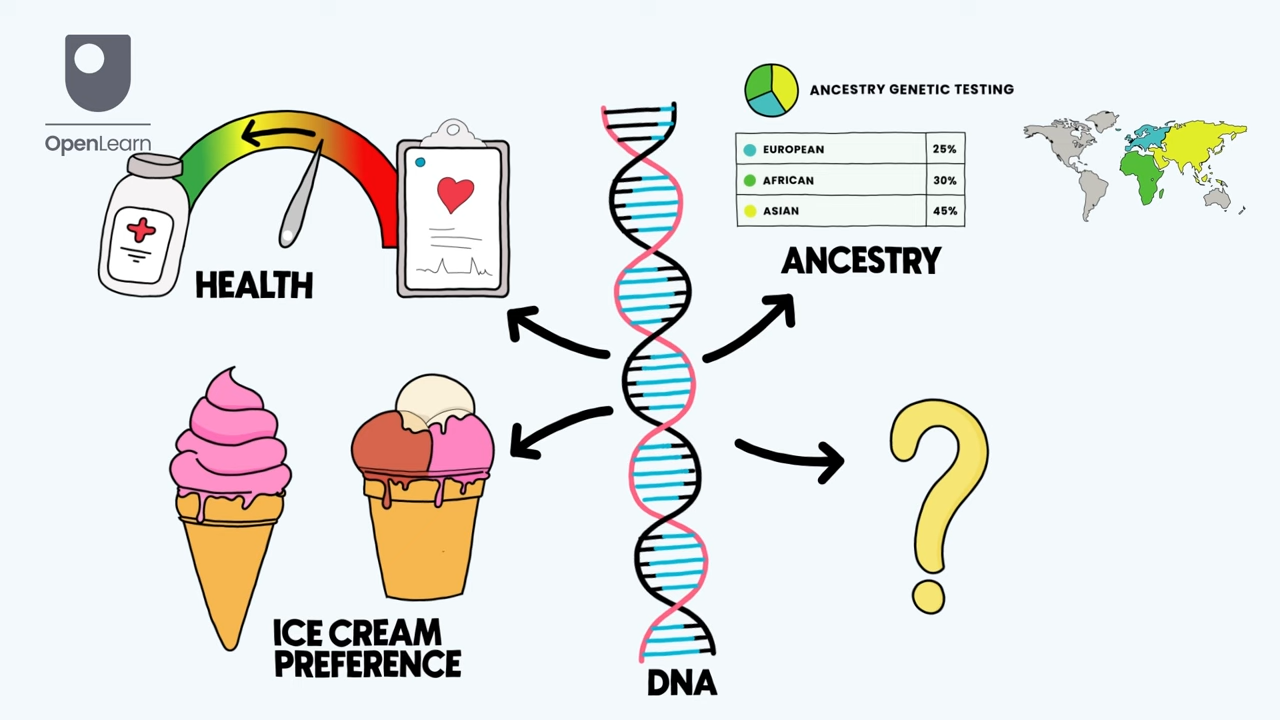 OpenLearn
HEALTH
ANCESTRY GENETIC TESTING
EUROPEAN 25%
AFRICAN 30%
ASIAN 45%
ANCESTRY
ICE CREAM
PREFERENCE
?
DNA